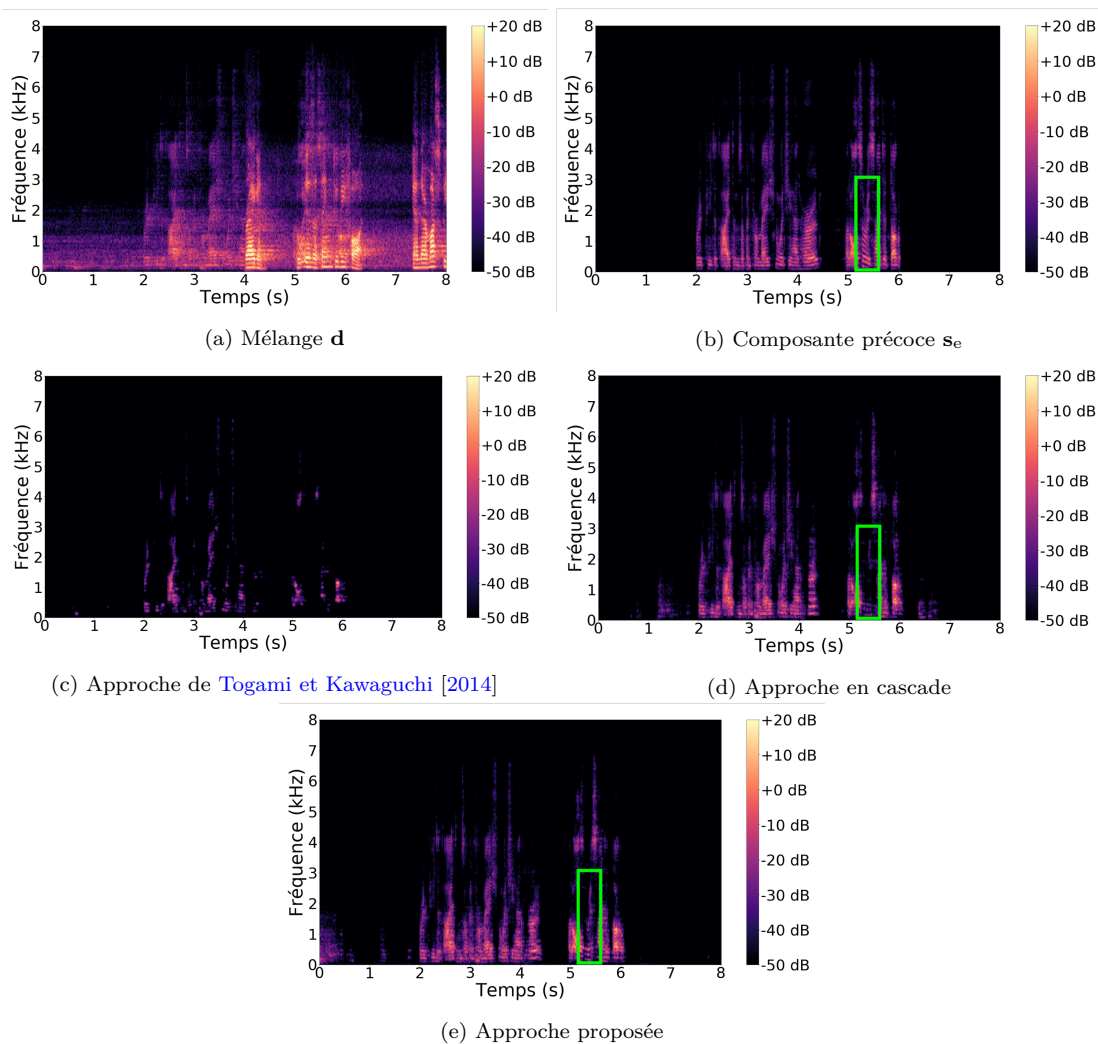 8
7
6
5
4
3
2
1
0
Fréquence (kHz)
0 1 2 3 4 5 6 7 8
Temps (s)
+20 dB
+10 dB
+0 dB
-10 dB
-20 dB
-30 dB
-40 dB
-50 dB
(a) Mélange d
8
7
6
5
4
3
2
1
0
Fréquence (kHz)
0 1 2 3 4 5 6 7 8
Temps (s)
+20 dB
+10 dB
+0 dB
-10 dB
-20 dB
-30 dB
-40 dB
-50 dB
(b) Composante précoce sₑ
8
7
6
5
4
3
2
1
0
Fréquence (kHz)
0 1 2 3 4 5 6 7 8
Temps (s)
+20 dB
+10 dB
+0 dB
-10 dB
-20 dB
-30 dB
-40 dB
-50 dB
(c) Approche de Togami et Kawaguchi [2014]
8
7
6
5
4
3
2
1
0
Fréquence (kHz)
0 1 2 3 4 5 6 7 8
Temps (s)
+20 dB
+10 dB
+0 dB
-10 dB
-20 dB
-30 dB
-40 dB
-50 dB
(d) Approche en cascade
8
7
6
5
4
3
2
1
0
Fréquence (kHz)
0 1 2 3 4 5 6 7 8
Temps (s)
+20 dB
+10 dB
+0 dB
-10 dB
-20 dB
-30 dB
-40 dB
-50 dB
(e) Approche proposée